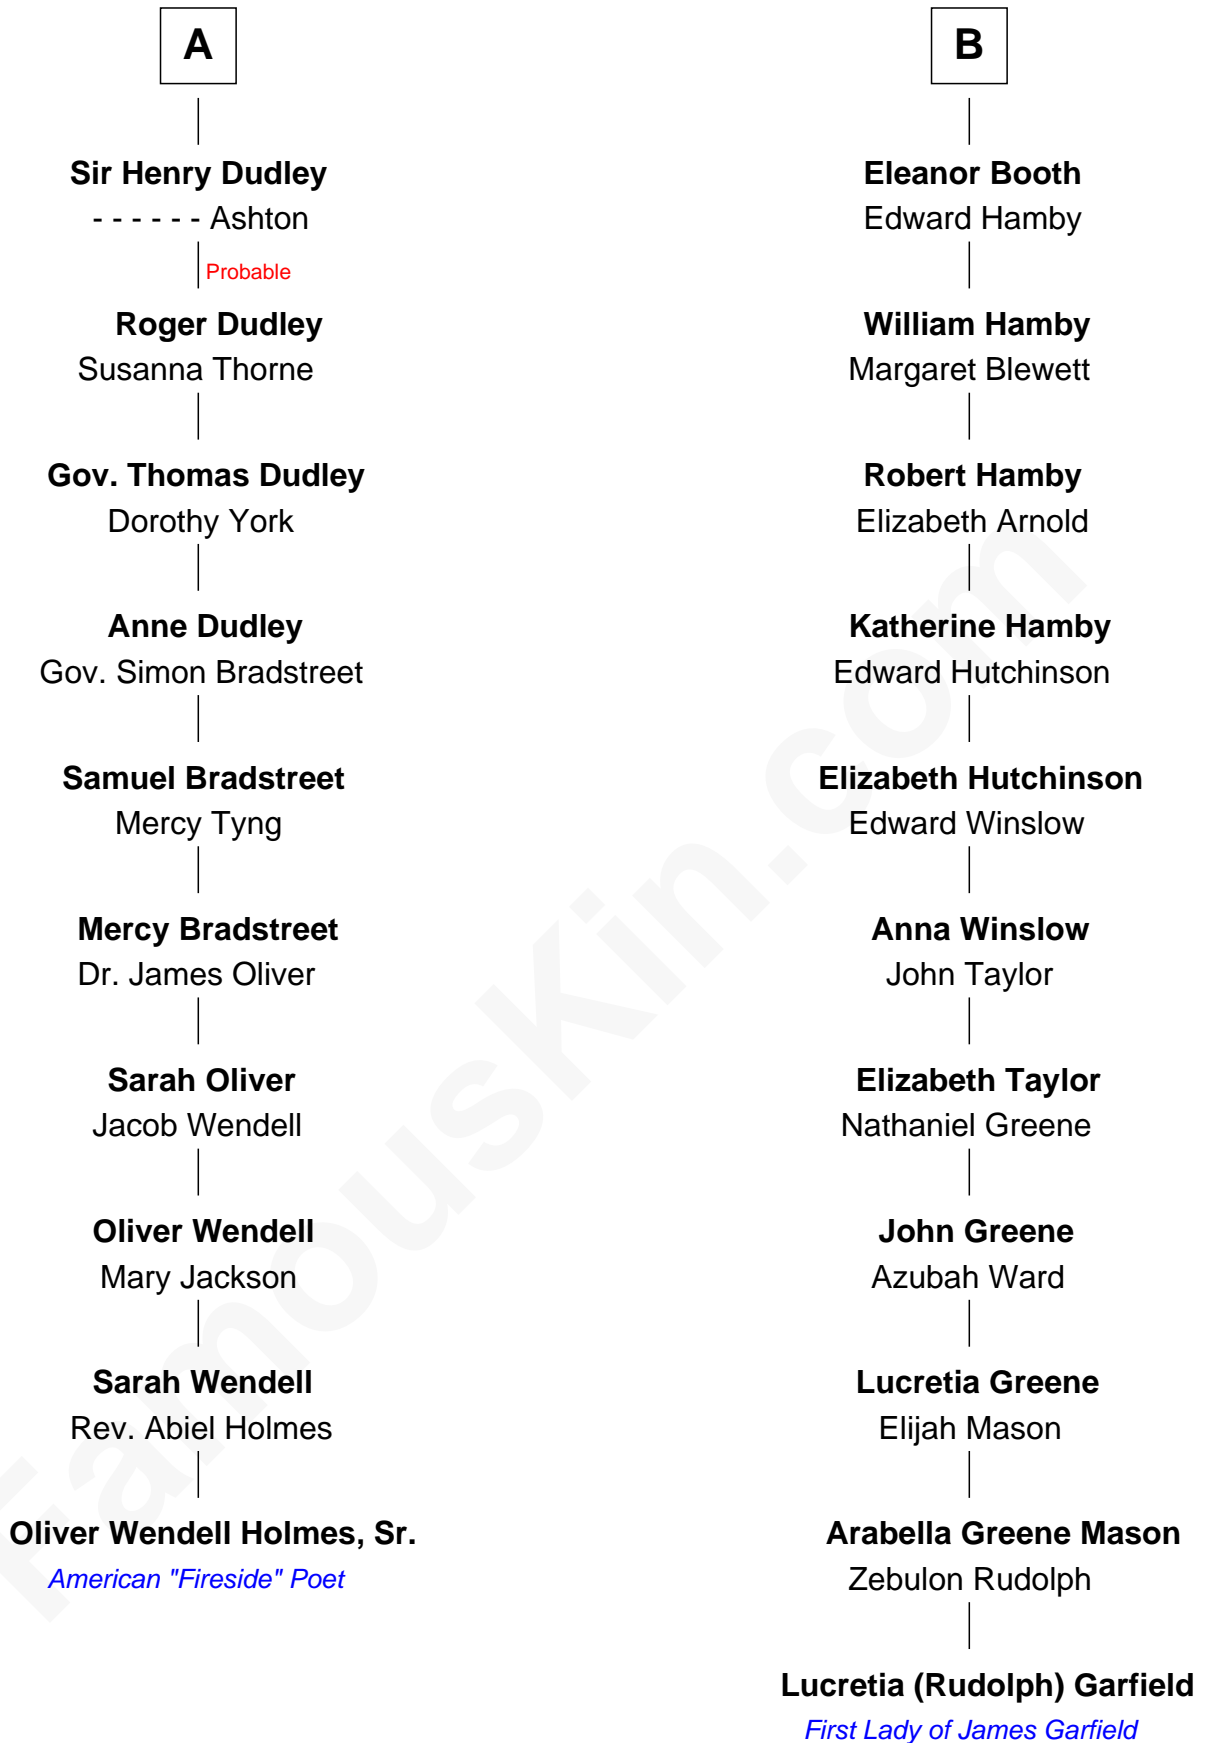 A
Sir Henry Dudley
- - - - - - Ashton
Probable
Roger Dudley
Susanna Thorne
Gov. Thomas Dudley
Dorothy York
Anne Dudley
Gov. Simon Bradstreet
Samuel Bradstreet
Mercy Tyng
Mercy Bradstreet
Dr. James Oliver
Sarah Oliver
Jacob Wendell
Oliver Wendell
Mary Jackson
Sarah Wendell
Rev. Abiel Holmes
Oliver Wendell Holmes, Sr.
American "Fireside" Poet
B
Eleanor Booth
Edward Hamby
William Hamby
Margaret Blewett
Robert Hamby
Elizabeth Arnold
Katherine Hamby
Edward Hutchinson
Elizabeth Hutchinson
Edward Winslow
Anna Winslow
John Taylor
Elizabeth Taylor
Nathaniel Greene
John Greene
Azubah Ward
Lucretia Greene
Elijah Mason
Arabella Greene Mason
Zebulon Rudolph
Lucretia (Rudolph) Garfield
First Lady of James Garfield
FamousKin.com